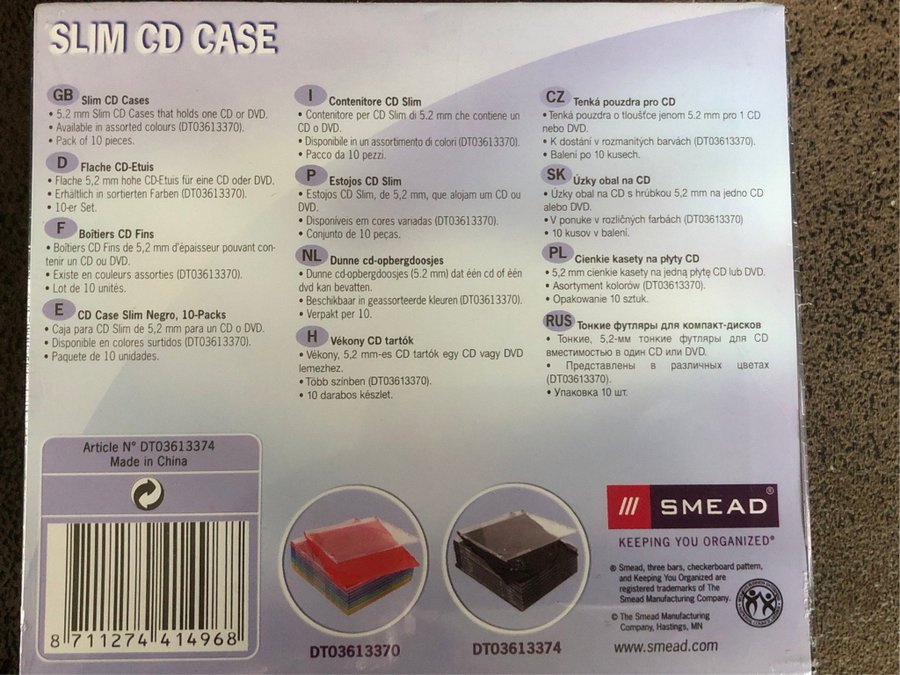 SLIM CD CASE
GB Slim CD Cases
• 5.2 mm Slim CD Cases that holds one CD or DVD.
• Available in assorted colours (DT03613370).
• Pack of 10 pieces.
D Flache CD-Etuis
• Flache 5,2 mm hohe CD-Etuis für eine CD oder DVD.
• Erhältlich in sortierten Farben (DT03613370).
• 10-er Set.
F Boîtiers CD Fins
• Boîtiers CD Fins de 5,2 mm d'épaisseur pouvant con-
tenir un CD ou DVD.
• Existe en couleurs assorties (DT03613370).
• Lot de 10 unités.
E CD Case Slim Negro, 10-Packs
• Caja para CD Slim de 5,2 mm para un CD o DVD.
• Disponible en colores surtidos (DT03613370).
• Paquete de 10 unidades.
I Contenitore CD Slim
• Contenitore per CD Slim di 5.2 mm che contiene un
CD o DVD.
• Disponibile in un assortimento di colori (DT03613370).
• Pacco da 10 pezzi.
P Estojos CD Slim
• Estojos CD Slim, de 5,2 mm, que alojam um CD ou
DVD.
• Disponíveis em cores variadas (DT03613370).
• Conjunto de 10 peças.
NL Dunne cd-opbergdoosjes
• Dunne cd-opbergdoosjes (5.2 mm) dat één cd of één
dvd kan bevatten.
• Beschikbaar in geassorteerde kleuren (DT03613370).
• Verpakt per 10.
H Vékony CD tartók
• Vékony, 5,2 mm-es CD tartók egy CD vagy DVD
lemezhez.
• Több színben (DT03613370).
• 10 darabos készlet.
CZ Tenká pouzdra pro CD
• Tenká pouzdra o tloušťce jenom 5.2 mm pro 1 CD
nebo DVD.
• K dostání v rozmanitých barvách (DT03613370).
• Balení po 10 kusech.
SK Úzky obal na CD
• Úzky obal na CD s hrúbkou 5,2 mm na jedno CD
alebo DVD.
• V ponuke v rozličných farbách (DT03613370)
• 10 kusov v balení.
PL Cienkie kasety na płyty CD
• 5,2 mm cienkie kasety na jedną płytę CD lub DVD.
• Asortyment kolorów (DT03613370).
• Opakowanie 10 sztuk.
RUS Тонкие футляры для компакт-дисков
• Тонкие, 5,2-мм тонкие футляры для CD
вместимостью в один CD или DVD.
• Представлены в различных цветах
(DT03613370).
• Упаковка 10 шт.
Article N° DT03613374
Made in China
8 711274 414968
DT03613370
DT03613374
SMEAD®
KEEPING YOU ORGANIZED®
® Smead, three bars, checkerboard pattern,
and Keeping You Organized are
registered trademarks of The
Smead Manufacturing Company.
© The Smead Manufacturing
Company, Hastings, MN
www.smead.com